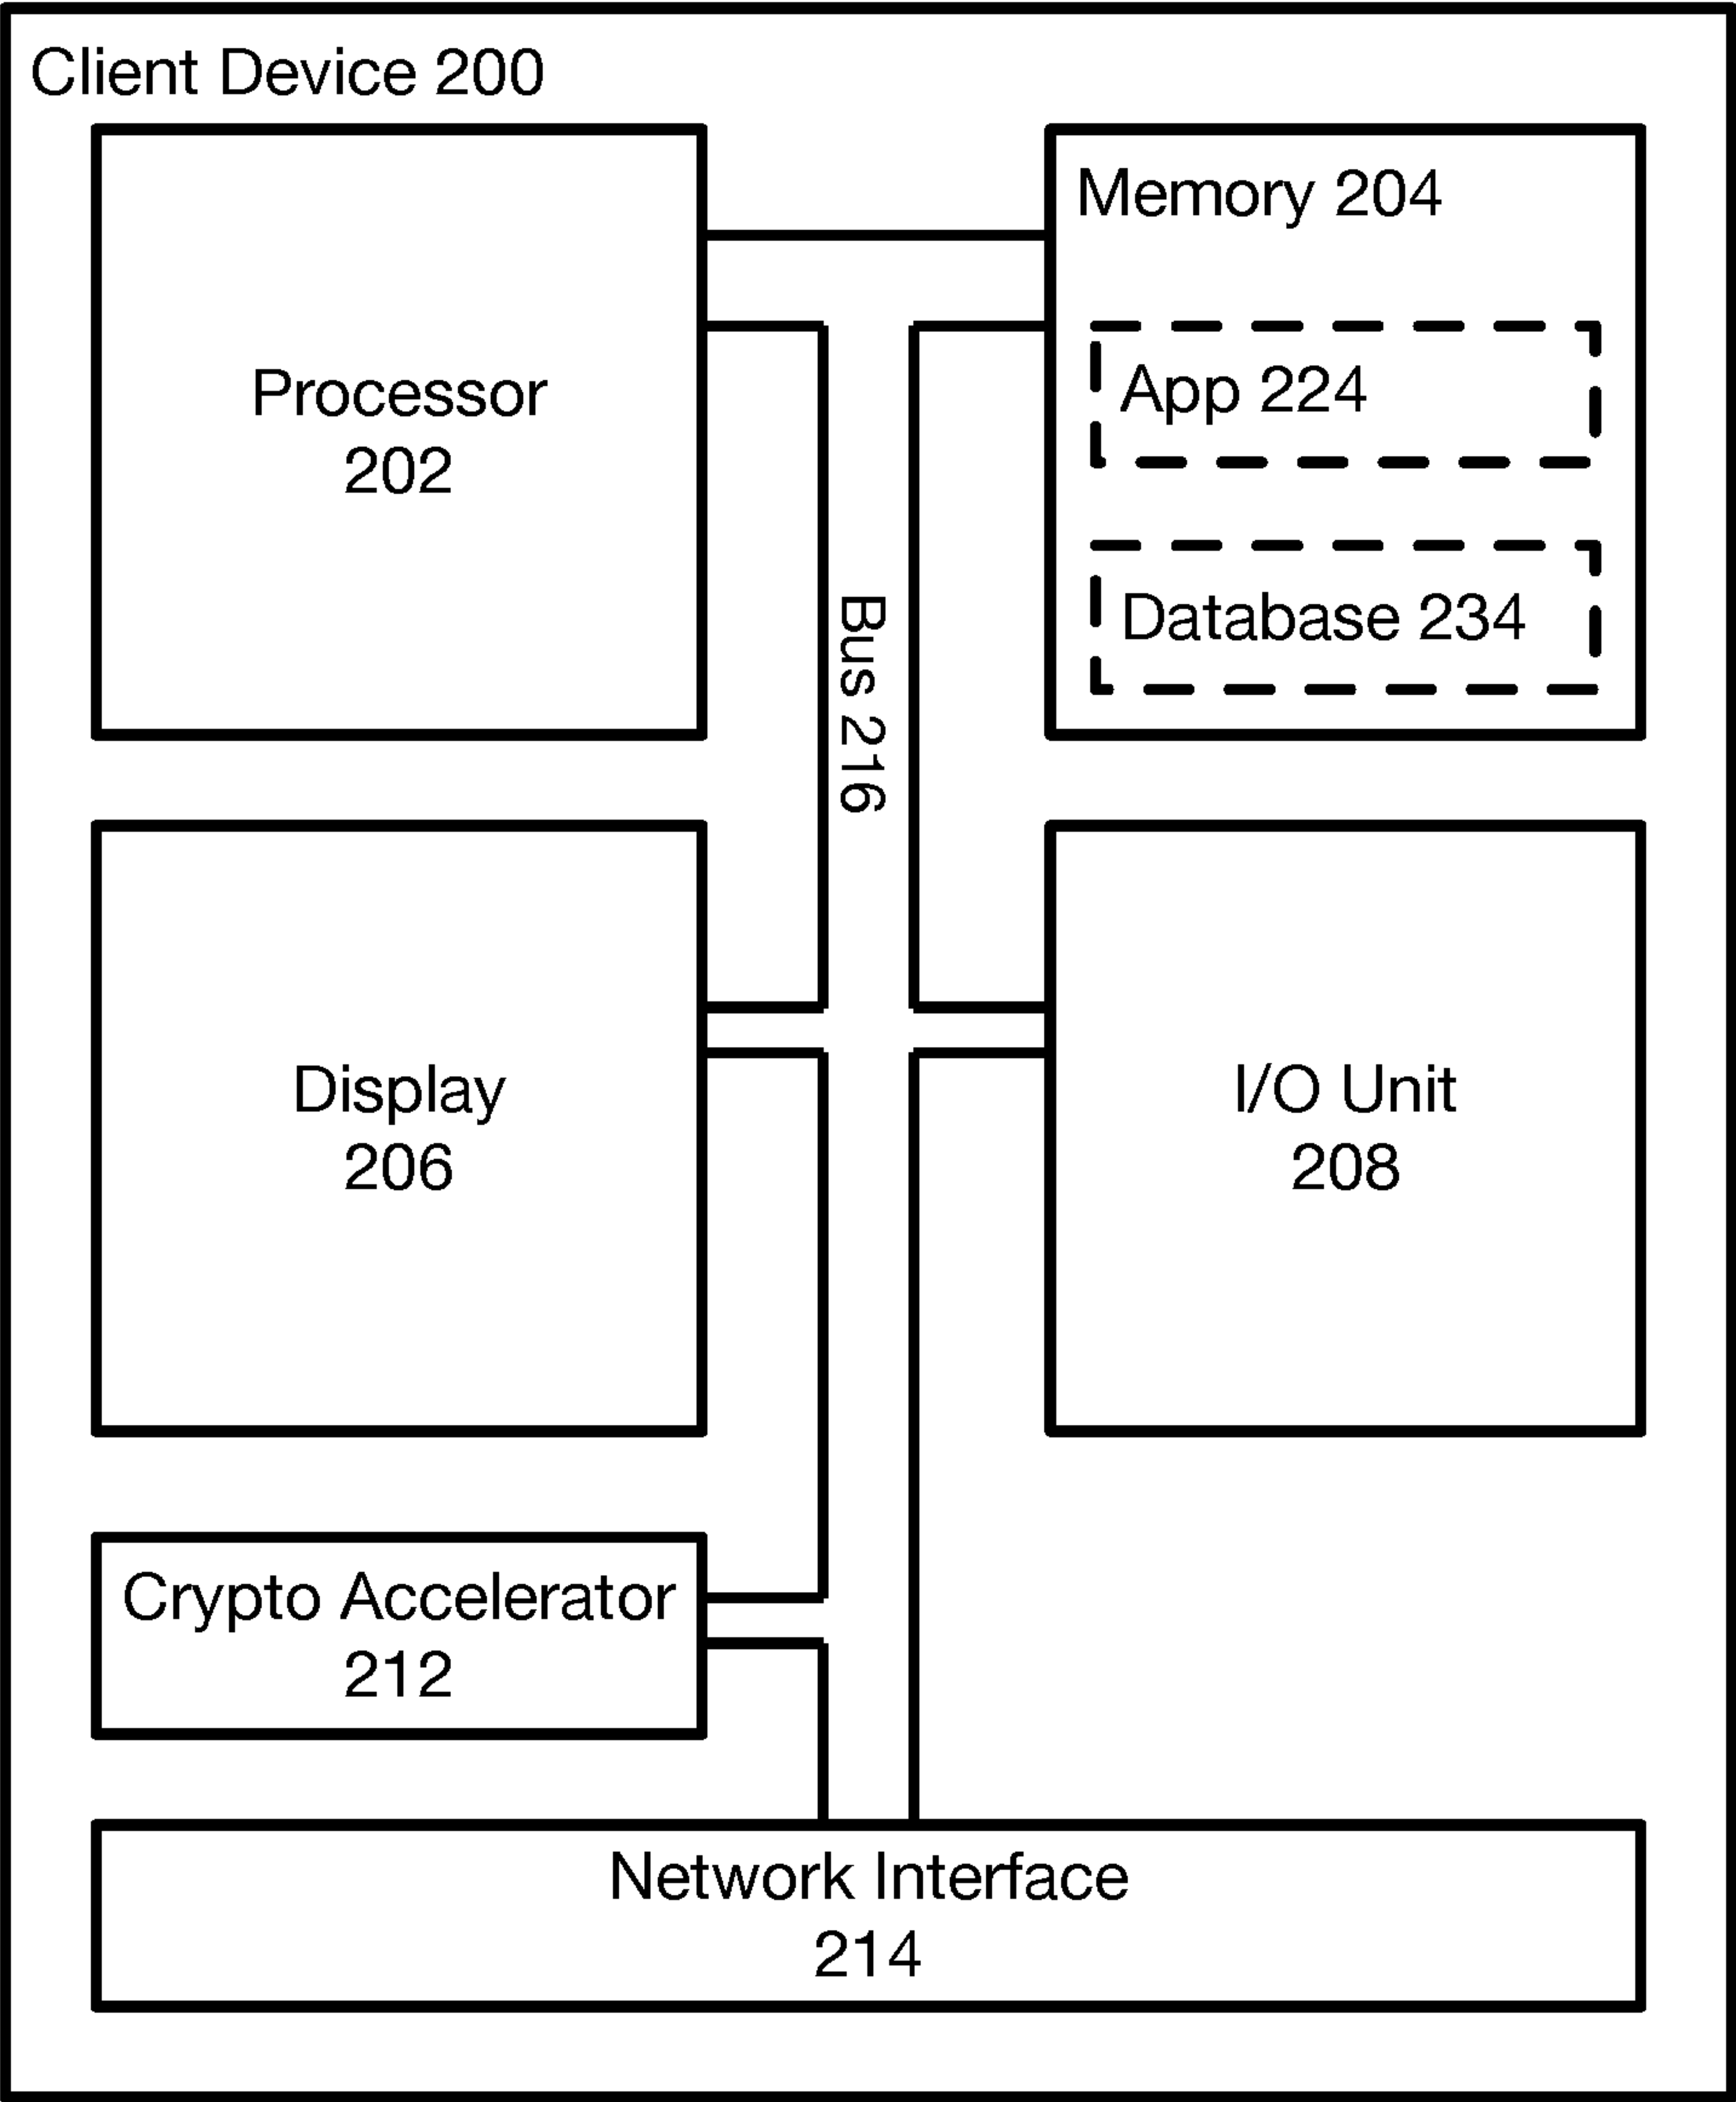 Client Device 200
Processor
202
Memory 204
App 224
Database 234
Bus 216
Display
206
I/O Unit
208
Crypto Accelerator
212
Network Interface
214